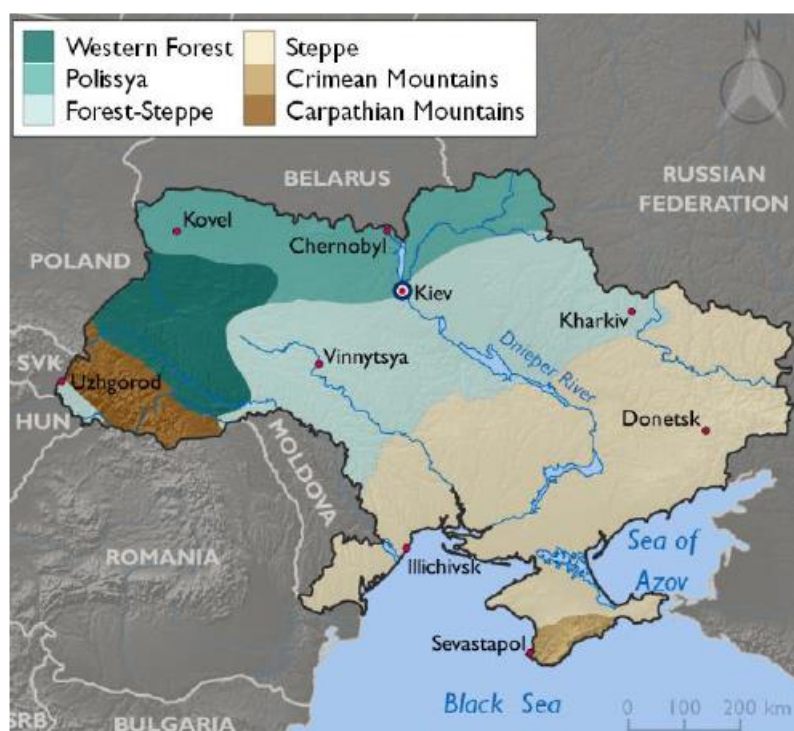 Western Forest
Polissya
Forest-Steppe
Steppe
Crimean Mountains
Carpathian Mountains
N
BELARUS
RUSSIAN
FEDERATION
POLAND
Kovel
Chernobyl
Kiev
Kharkiv
SVK
Uzhgorod
Vinnytsya
Dnieper River
HUN
Donetsk
MOLDOVA
ROMANIA
Illichivsk
Sea of
Azov
Sevastapol
Black Sea
0 100 200 km
SRB
BULGARIA